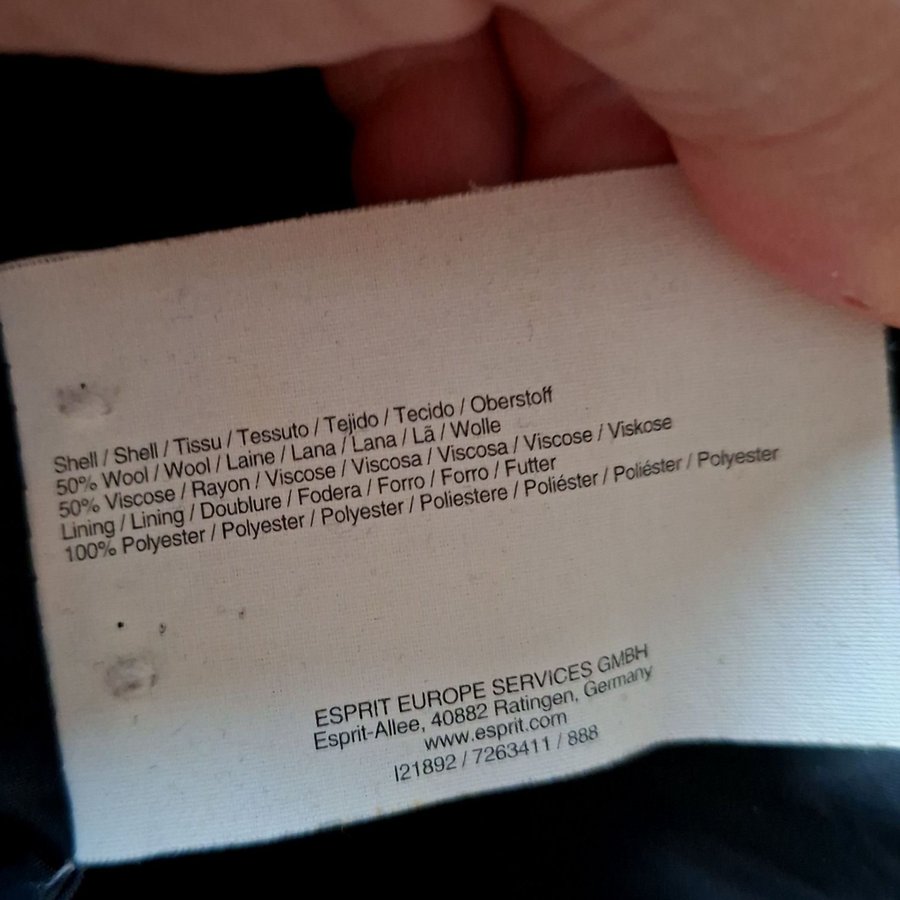 Shell / Shell / Tissu / Tessuto / Tejido / Tecido / Oberstoff
50% Wool / Wool / Laine / Lana / Lana / Lã / Wolle
50% Viscose / Rayon / Viscose / Viscosa / Viscosa / Viscose / Viskose
Lining / Lining / Doublure / Fodera / Forro / Forro / Futter
100% Polyester / Polyester / Polyester / Poliestere / Poliéster / Poliéster / Polyester
ESPRIT EUROPE SERVICES GMBH
Esprit-Allee, 40882 Ratingen, Germany
www.esprit.com
I21892 / 7263411 / 888